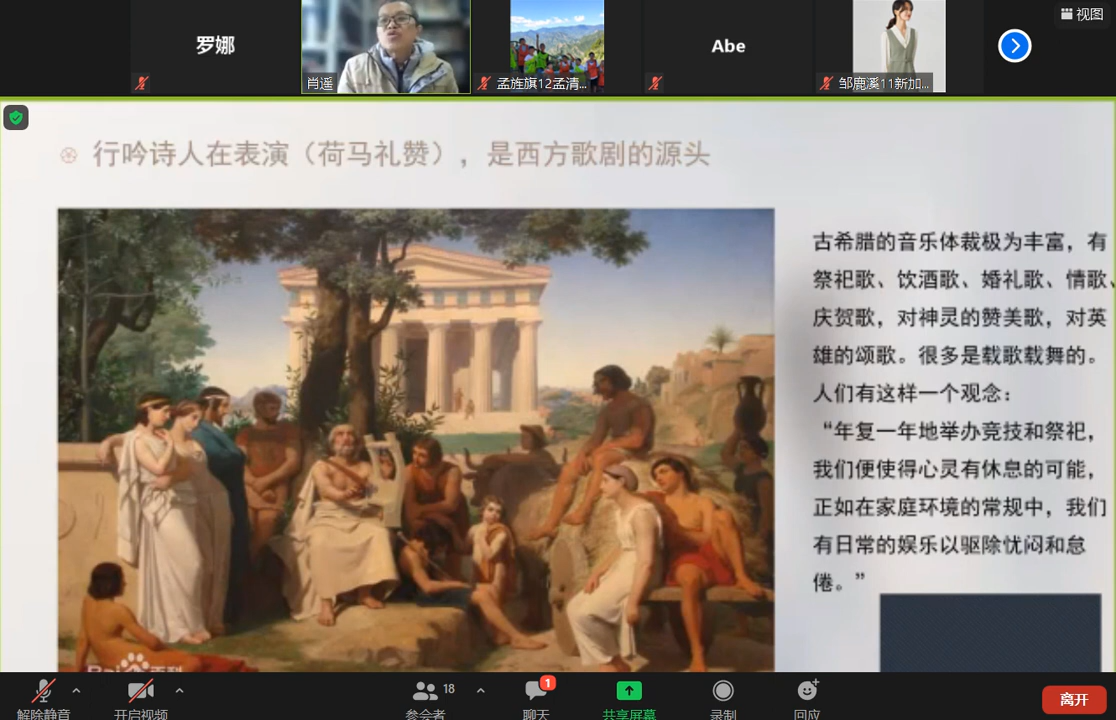 视图
罗娜
肖遥
孟旌旗12孟清...
Abe
邹鹿溪11新加...
行吟诗人在表演（荷马礼赞），是西方歌剧的源头
古希腊的音乐体裁极为丰富，有
祭祀歌、饮酒歌、婚礼歌、情歌、
庆贺歌，对神灵的赞美歌，对英
雄的颂歌。很多是载歌载舞的。
人们有这样一个观念：
“年复一年地举办竞技和祭祀，
我们便使得心灵有休息的可能，
正如在家庭环境的常规中，我们
有日常的娱乐以驱除忧闷和怠
倦。”
Bai 百科
解除静音
开启视频
18
参会者
1
聊天
共享屏幕
录制
回应
离开